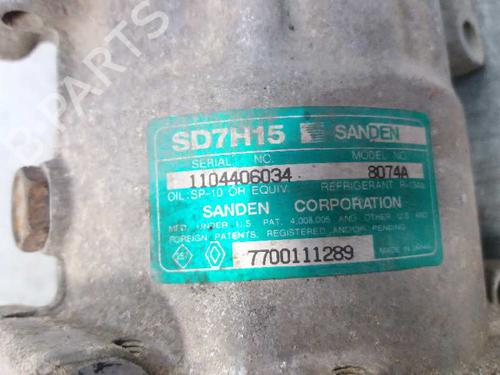 B-PARTS
SD7H15 SANDEN
SERIAL NO. MODEL NO.
1104406034 8074A
OIL:SP-10 OR EQUIV. REFRIGERANT R-134a
SANDEN CORPORATION
MFD. UNDER U.S. PAT. 4,008,005 AND OTHER U.S. AND
FOREIGN PATENTS, REGISTERED, AND/OR PENDING
7700111289 MADE IN JAPAN